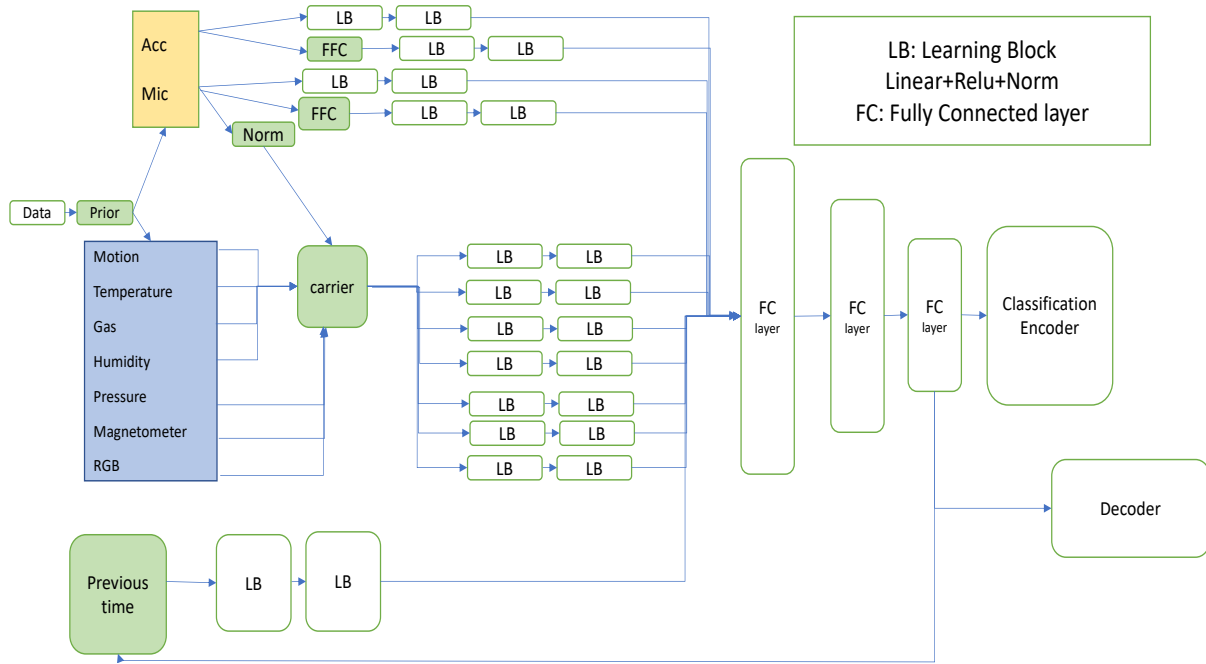 LB
LB
Acc
FFC
LB
LB
LB: Learning Block
Linear+Relu+Norm
FC: Fully Connected layer
Mic
LB
LB
FFC
LB
LB
Norm
Data
Prior
Motion
Temperature
Gas
Humidity
Pressure
Magnetometer
RGB
carrier
LB
LB
LB
LB
LB
LB
LB
LB
LB
LB
LB
LB
LB
LB
FC
layer
FC
layer
FC
layer
Classification
Encoder
Decoder
Previous
time
LB
LB